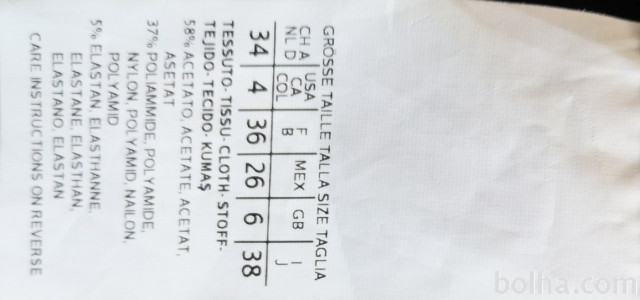 GRÖSSE TAILLE TALLA SIZE TAGLIA
CH A USA F MEX GB I
NL D CA B J
COL
34 4 36 26 6 38
TESSUTO·TISSU·CLOTH·STOFF·
TEJIDO·TECIDO·KUMAŞ
58% ACETATO, ACETATE, ACETAT,
ASETAT
37% POLIAMMIDE, POLYAMIDE,
NYLON, POLYAMID, NAILON,
POLYAMID
5% ELASTAN, ELASTHANNE,
ELASTANE, ELASTHAN,
ELASTANO, ELASTAN
CARE INSTRUCTIONS ON REVERSE
bolha.com